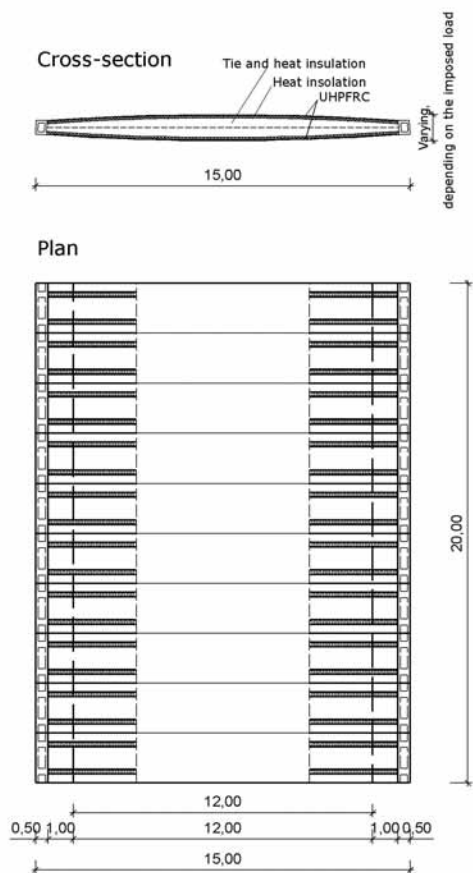 Cross-section
Tie and heat insulation
Heat insolation
UHPFRC
Varying,
depending on the imposed load
15,00
Plan
20,00
12,00
0,50 1,00 12,00 1,00 0,50
15,00